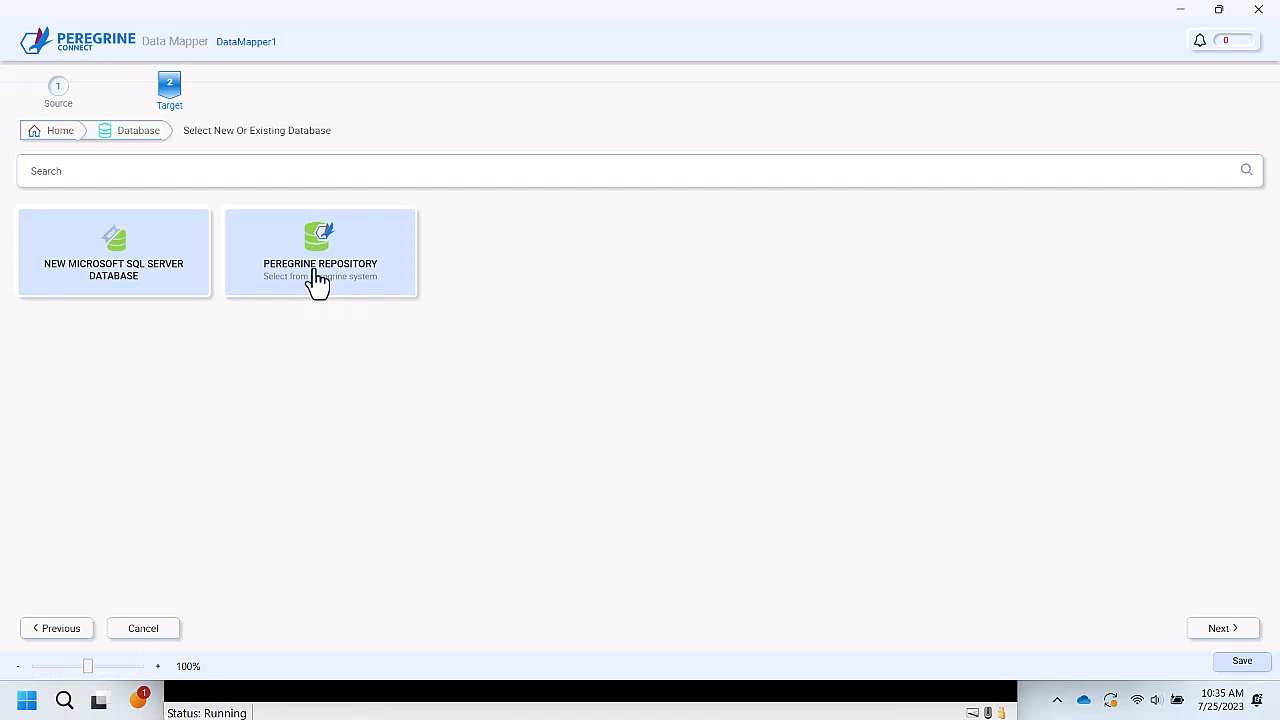 PEREGRINE
CONNECT
Data Mapper DataMapper1
0
1
Source
2
Target
Home Database Select New Or Existing Database
Search
NEW MICROSOFT SQL SERVER
DATABASE
PEREGRINE REPOSITORY
Select from system
Previous
Cancel
Next
Save
- + 100%
1
Status: Running
10:35 AM
7/25/2023